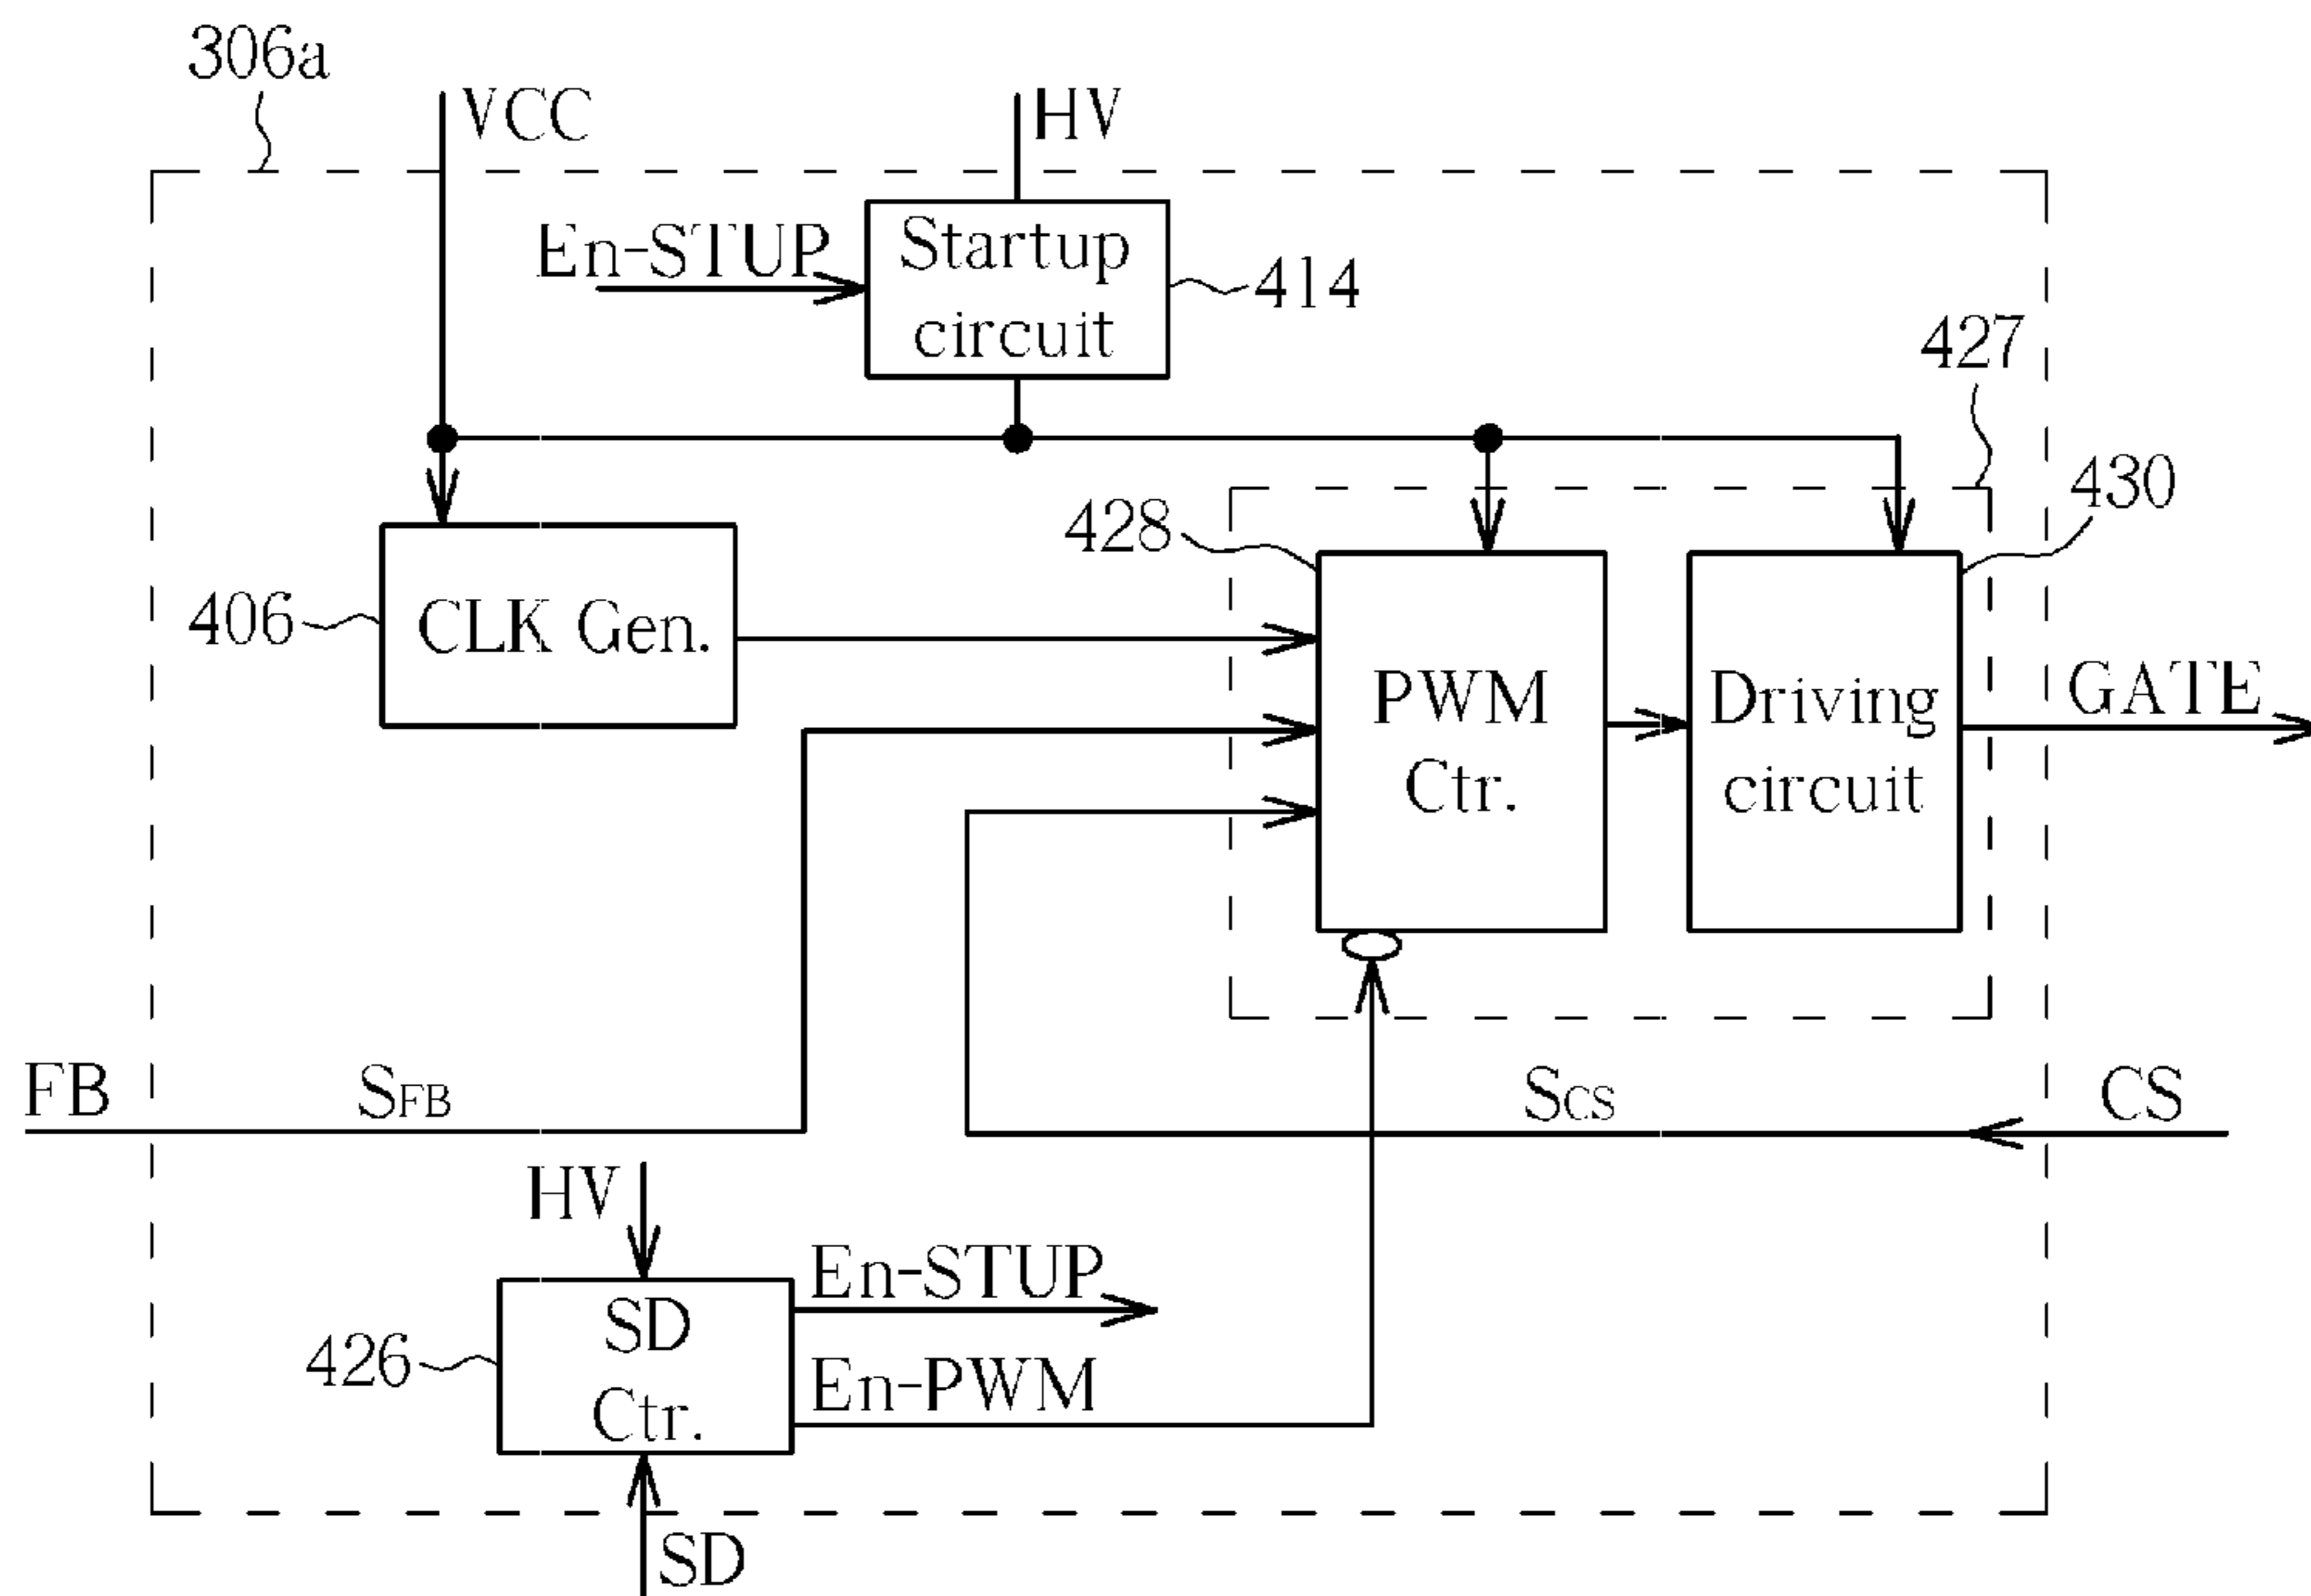 306a
VCC
HV
En-STUP
Startup
circuit
414
427
430
428
406
CLK Gen.
PWM
Ctr.
Driving
circuit
GATE
FB
SFB
SCS
CS
HV
En-STUP
SD
Ctr.
426
En-PWM
SD